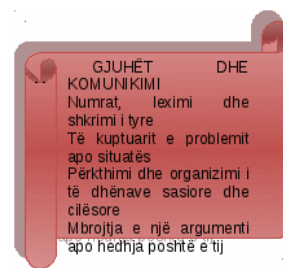 GJUHËT DHE
KOMUNIKIMI
Numrat, leximi dhe
shkrimi i tyre
Të kuptuarit e problemit
apo situatës
Përkthimi dhe organizimi i
të dhënave sasiore dhe
cilësore
Mbrojtja e një argumenti
apo hedhja poshtë e tij